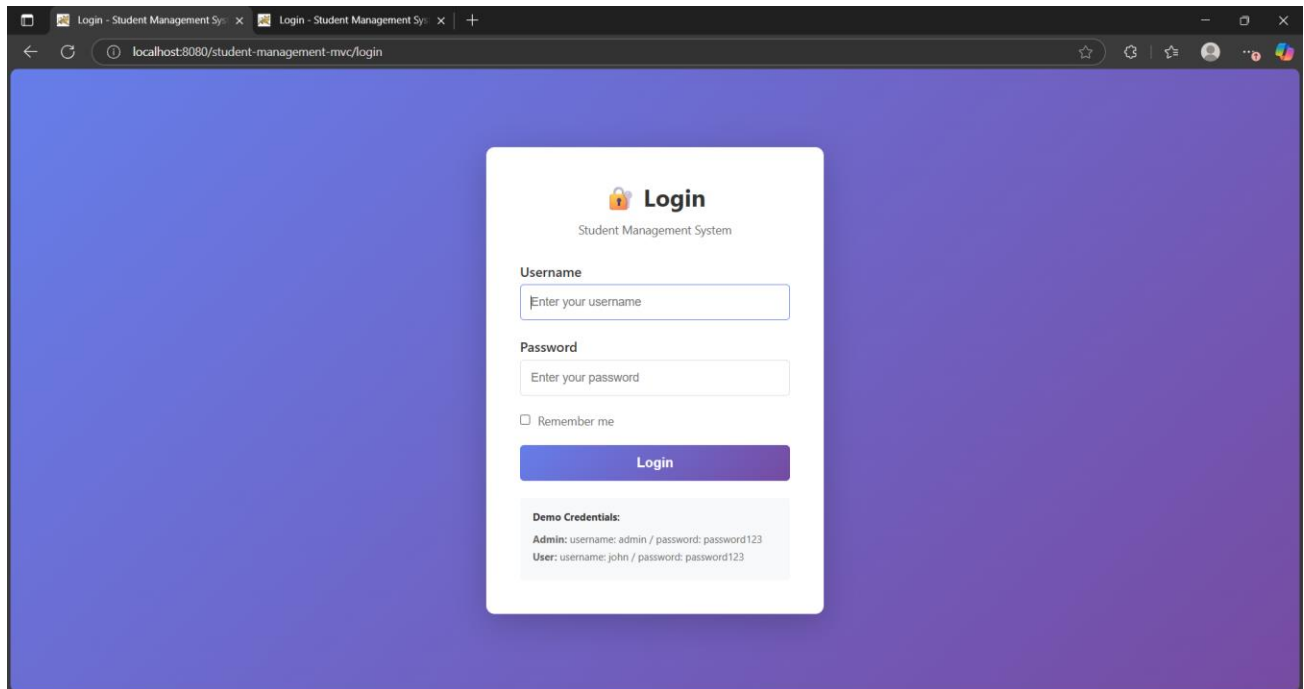 Login - Student Management Sys
Login - Student Management Sys
localhost:8080/student-management-mvc/login
Login
Student Management System
Username
Enter your username
Password
Enter your password
Remember me
Login
Demo Credentials:
Admin: username: admin / password: password123
User: username: john / password: password123